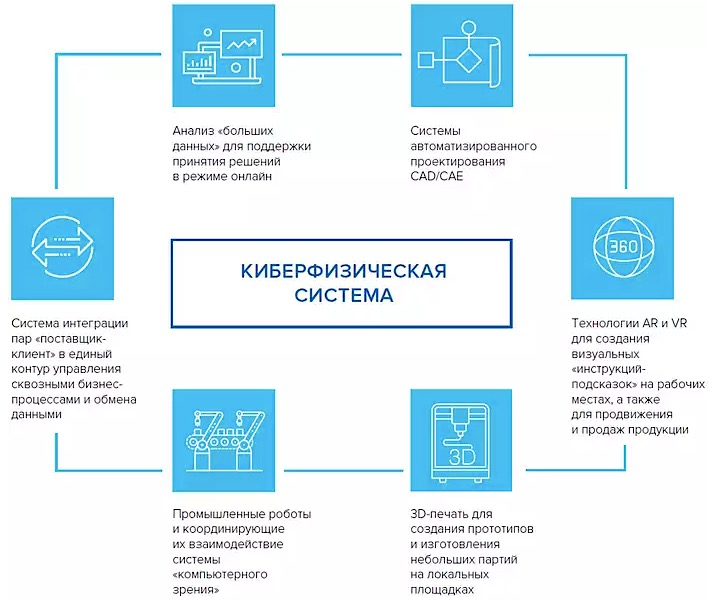 Анализ «больших
данных» для поддержки
принятия решений
в режиме онлайн
Системы
автоматизированного
проектирования
CAD/CAE
КИБЕРФИЗИЧЕСКАЯ
СИСТЕМА
360
Система интеграции
пар «поставщик-
клиент» в единый
контур управления
сквозными бизнес-
процессами и обмена
данными
Технологии AR и VR
для создания
визуальных
«инструкций-
подсказок» на рабочих
местах, а также
для продвижения
и продаж продукции
3D
Промышленные роботы
и координирующие
их взаимодействие
системы
«компьютерного
зрения»
3D-печать для
создания прототипов
и изготовления
небольших партий
на локальных
площадках